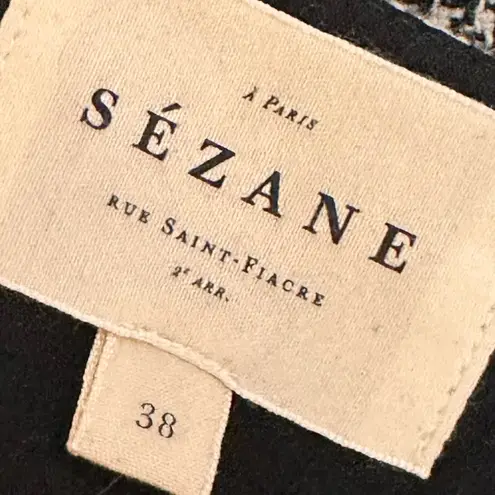 À PARIS
SÉZANE
RUE SAINT-FIACRE
2ᵉ ARR.
38